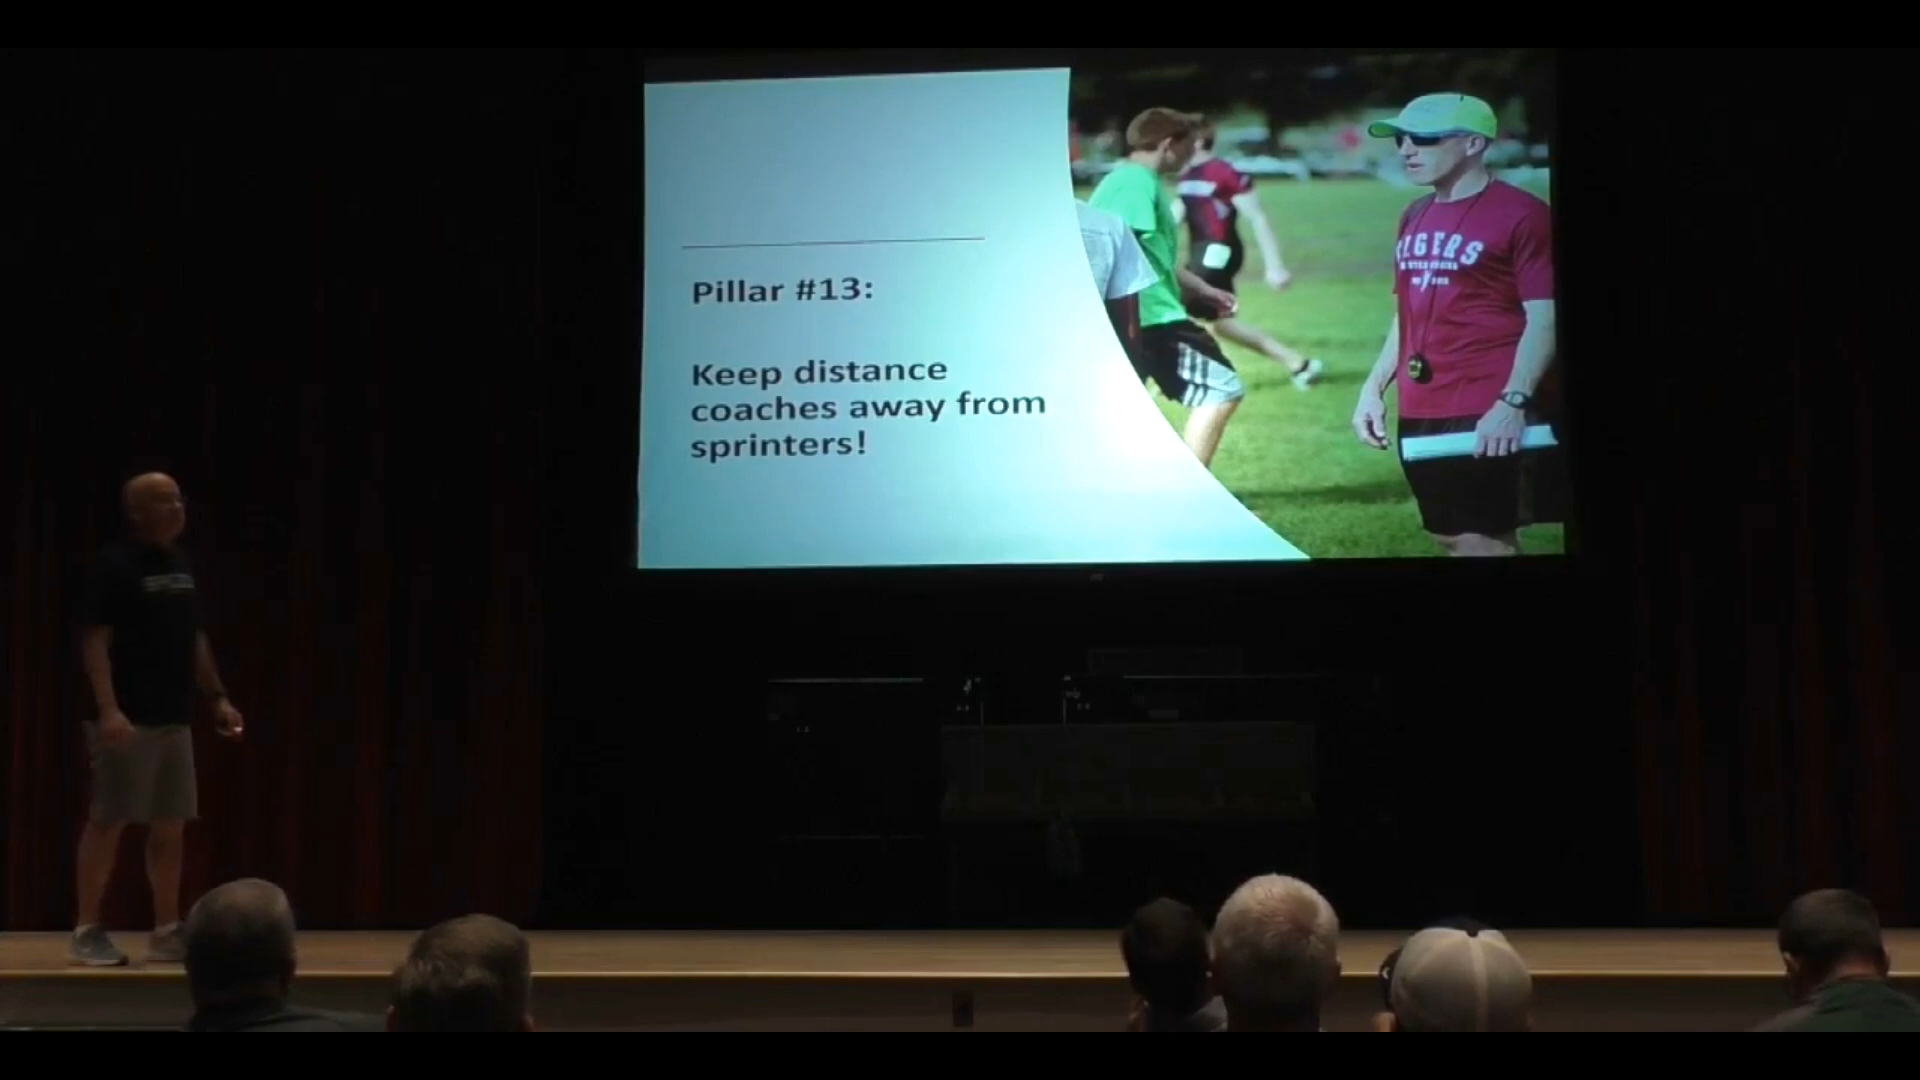 Pillar #13:
Keep distance
coaches away from
sprinters!